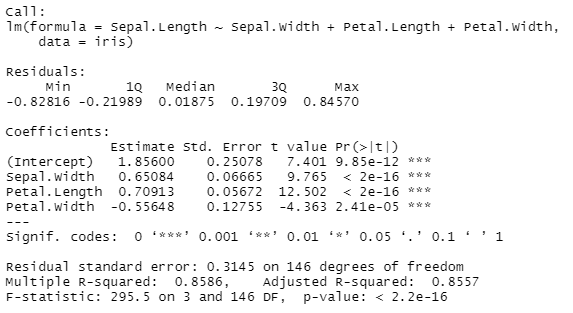 Call:
lm(formula = Sepal.Length ~ Sepal.Width + Petal.Length + Petal.Width,
    data = iris)

Residuals:
     Min       1Q   Median       3Q      Max
-0.82816 -0.21989  0.01875  0.19709  0.84570

Coefficients:
             Estimate Std. Error t value Pr(>|t|)
(Intercept)   1.85600    0.25078   7.401 9.85e-12 ***
Sepal.Width   0.65084    0.06665   9.765  < 2e-16 ***
Petal.Length  0.70913    0.05672  12.502  < 2e-16 ***
Petal.Width  -0.55648    0.12755  -4.363 2.41e-05 ***
---
Signif. codes:  0 ‘***’ 0.001 ‘**’ 0.01 ‘*’ 0.05 ‘.’ 0.1 ‘ ’ 1

Residual standard error: 0.3145 on 146 degrees of freedom
Multiple R-squared:  0.8586,    Adjusted R-squared:  0.8557
F-statistic: 295.5 on 3 and 146 DF,  p-value: < 2.2e-16